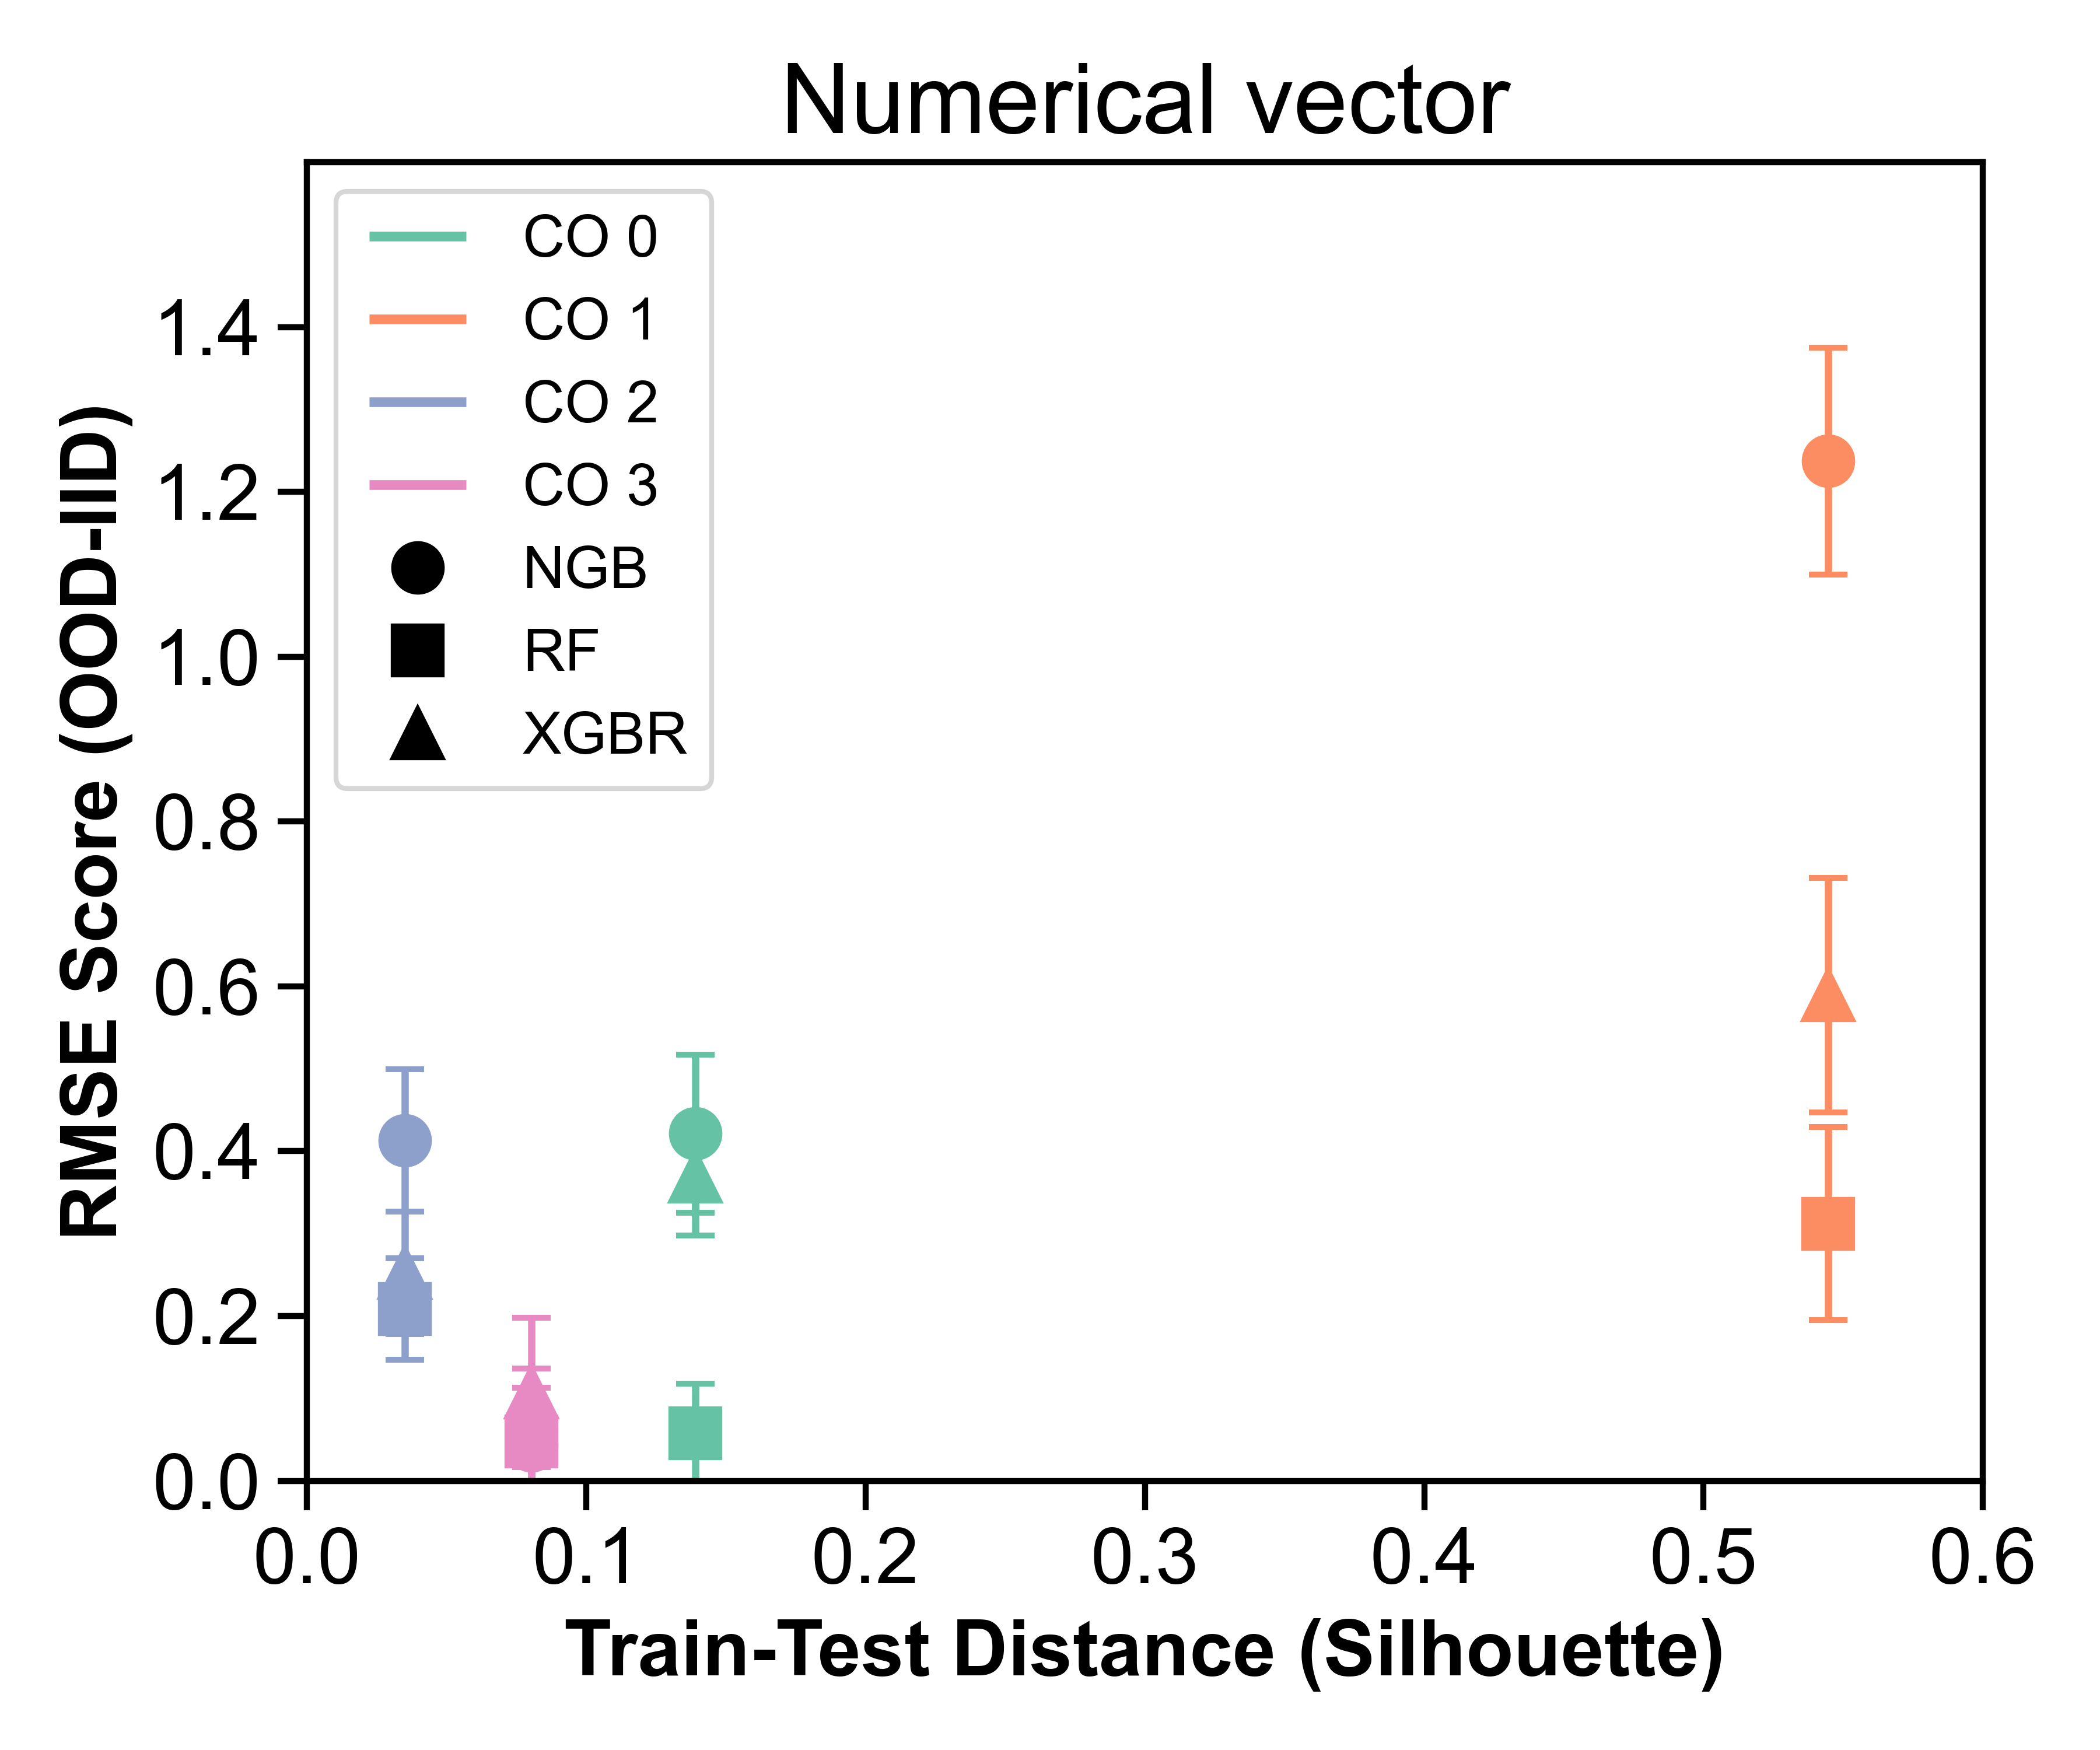 Numerical vector
CO 0
CO 1
CO 2
CO 3
NGB
RF
XGBR
1.4
1.2
1.0
0.8
0.6
0.4
0.2
0.0
RMSE Score (OOD-IID)
0.0 0.1 0.2 0.3 0.4 0.5 0.6
Train-Test Distance (Silhouette)